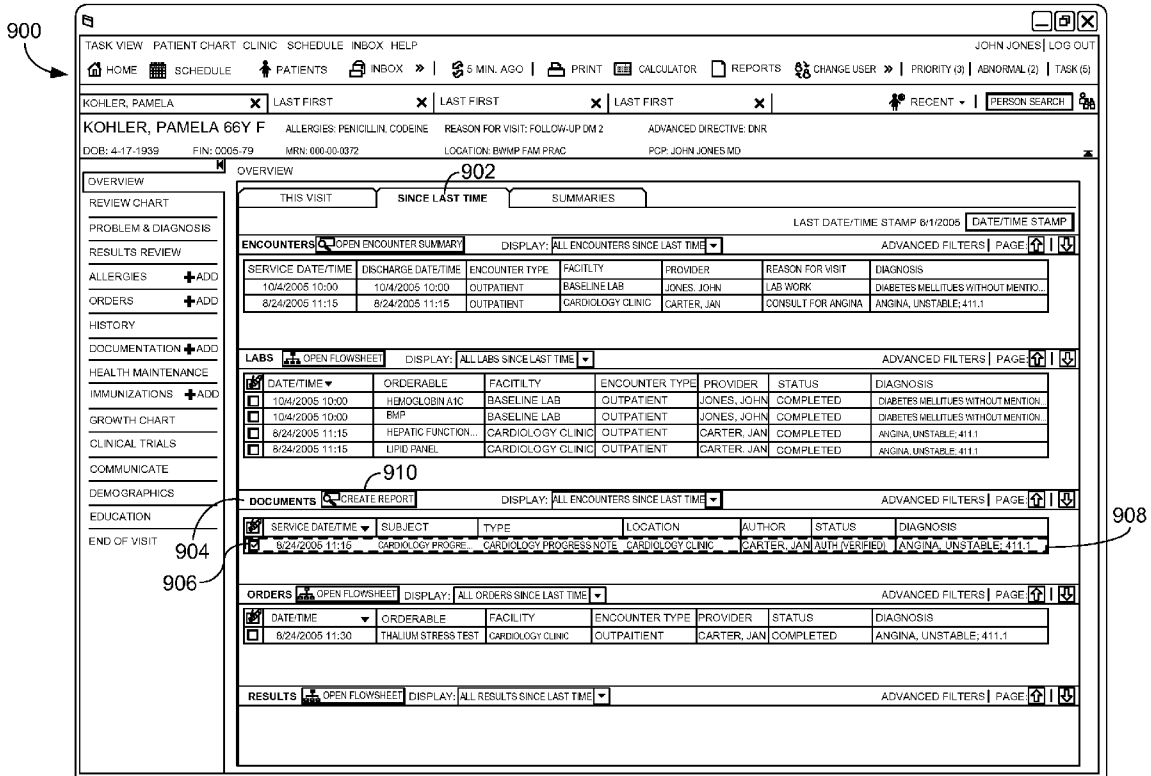 900
TASK VIEW PATIENT CHART CLINIC SCHEDULE INBOX HELP JOHN JONES | LOG OUT
HOME SCHEDULE PATIENTS INBOX » | 5 MIN. AGO | PRINT CALCULATOR REPORTS CHANGE USER » | PRIORITY (3) | ABNORMAL (2) | TASK (5)
KOHLER, PAMELA X LAST FIRST X LAST FIRST X LAST FIRST X RECENT | PERSON SEARCH
KOHLER, PAMELA 66Y F ALLERGIES: PENICILLIN, CODEINE REASON FOR VISIT: FOLLOW-UP DM 2 ADVANCED DIRECTIVE: DNR
DOB: 4-17-1939 FIN: 0005-79 MRN: 000-00-0372 LOCATION: BWMP FAM PRAC PCP: JOHN JONES MD
OVERVIEW
REVIEW CHART
PROBLEM & DIAGNOSIS
RESULTS REVIEW
ALLERGIES +ADD
ORDERS +ADD
HISTORY
DOCUMENTATION +ADD
HEALTH MAINTENANCE
IMMUNIZATIONS +ADD
GROWTH CHART
CLINICAL TRIALS
COMMUNICATE
DEMOGRAPHICS
EDUCATION
END OF VISIT
OVERVIEW
902
THIS VISIT SINCE LAST TIME SUMMARIES
LAST DATE/TIME STAMP 6/1/2005 DATE/TIME STAMP
ENCOUNTERS OPEN ENCOUNTER SUMMARY DISPLAY: ALL ENCOUNTERS SINCE LAST TIME ADVANCED FILTERS | PAGE: |
SERVICE DATE/TIME DISCHARGE DATE/TIME ENCOUNTER TYPE FACITLTY PROVIDER REASON FOR VISIT DIAGNOSIS
10/4/2005 10:00 10/4/2005 10:00 OUTPATIENT BASELINE LAB JONES. JOHN LAB WORK DIABETES MELLITUES WITHOUT MENTIO...
8/24/2005 11:15 8/24/2005 11:15 OUTPATIENT CARDIOLOGY CLINIC CARTER, JAN CONSULT FOR ANGINA ANGINA, UNSTABLE; 411.1
LABS OPEN FLOWSHEET DISPLAY: ALL LABS SINCE LAST TIME ADVANCED FILTERS | PAGE: |
DATE/TIME ORDERABLE FACITILTY ENCOUNTER TYPE PROVIDER STATUS DIAGNOSIS
10/4/2005 10:00 HEMOGLOBIN A1C BASELINE LAB OUTPATIENT JONES, JOHN COMPLETED DIABETES MELLITUES WITHOUT MENTION...
10/4/2005 10:00 BMP BASELINE LAB OUTPATIENT JONES, JOHN COMPLETED DIABETES MELLITUES WITHOUT MENTION...
8/24/2005 11:15 HEPATIC FUNCTION... CARDIOLOGY CLINIC OUTPATIENT CARTER, JAN COMPLETED ANGINA, UNSTABLE; 411.1
8/24/2005 11:15 LIPID PANEL CARDIOLOGY CLINIC OUTPATIENT CARTER. JAN COMPLETED ANGINA, UNSTABLE; 411.1
910
DOCUMENTS CREATE REPORT DISPLAY: ALL ENCOUNTERS SINCE LAST TIME ADVANCED FILTERS | PAGE: |
904
SERVICE DATE/TIME SUBJECT TYPE LOCATION AUTHOR STATUS DIAGNOSIS
908
906
8/24/2005 11:15 CARDIOLOGY PROGRE... CARDIOLOGY PROGRESS NOTE CARDIOLOGY CLINIC CARTER, JAN AUTH (VERIFIED) ANGINA, UNSTABLE; 411.1
ORDERS OPEN FLOWSHEET DISPLAY: ALL ORDERS SINCE LAST TIME ADVANCED FILTERS | PAGE: |
DATE/TIME ORDERABLE FACILITY ENCOUNTER TYPE PROVIDER STATUS DIAGNOSIS
8/24/2005 11:30 THALIUM STRESS TEST CARDIOLOGY CLINIC OUTPAITIENT CARTER, JAN COMPLETED ANGINA, UNSTABLE; 411.1
RESULTS OPEN FLOWSHEET DISPLAY: ALL RESULTS SINCE LAST TIME ADVANCED FILTERS | PAGE: |